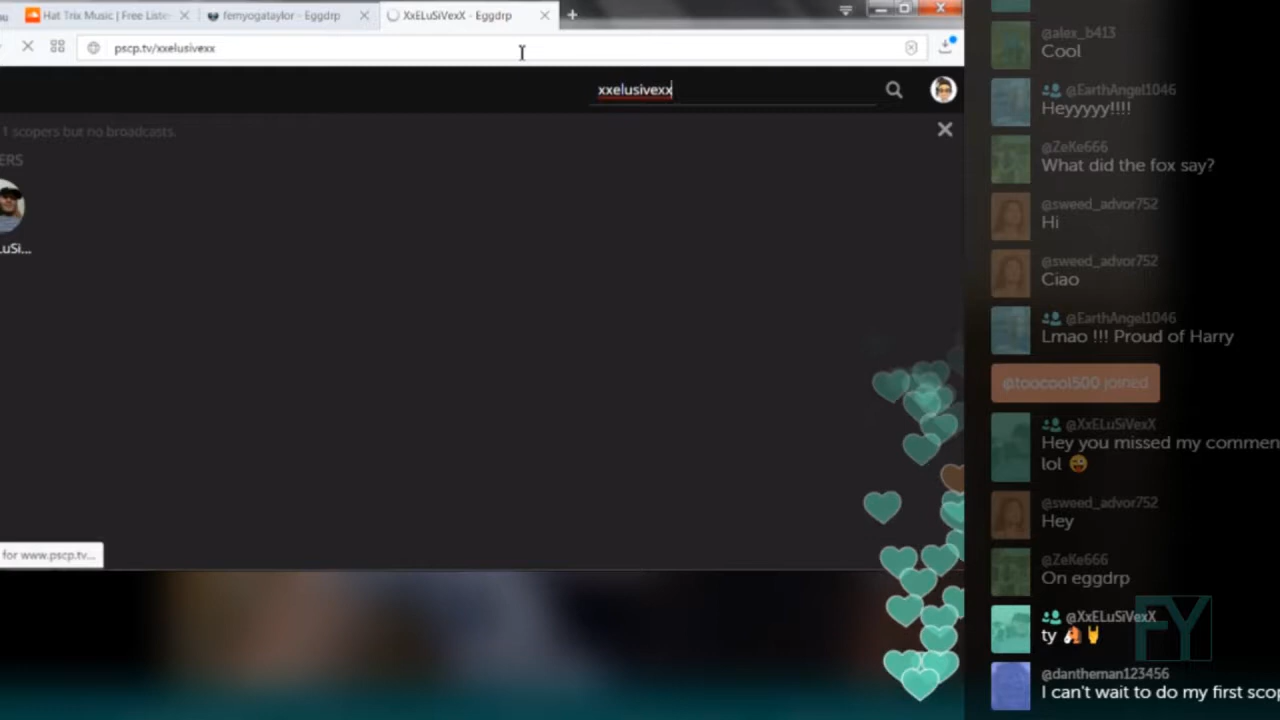 Hat Trix Music | Free Liste
fernyogataylor - Eggdrp
XxELuSiVexX - Eggdrp
pscp.tv/xxelusivexx
xxelusivexx
1 scopers but no broadcasts.
ERS
LuSi...
for www.pscp.tv...
@alex_b413
Cool
@EarthAngel1046
Heyyyyy!!!!
@ZeKe666
What did the fox say?
@sweed_advor752
Hi
@sweed_advor752
Ciao
@EarthAngel1046
Lmao !!! Proud of Harry
@toocool500 joined
@XxELuSiVexX
Hey you missed my commen
lol 😜
@sweed_advor752
Hey
@ZeKe666
On eggdrp
@XxELuSiVexX
ty 🤘
FY
@dantheman123456
I can't wait to do my first scop